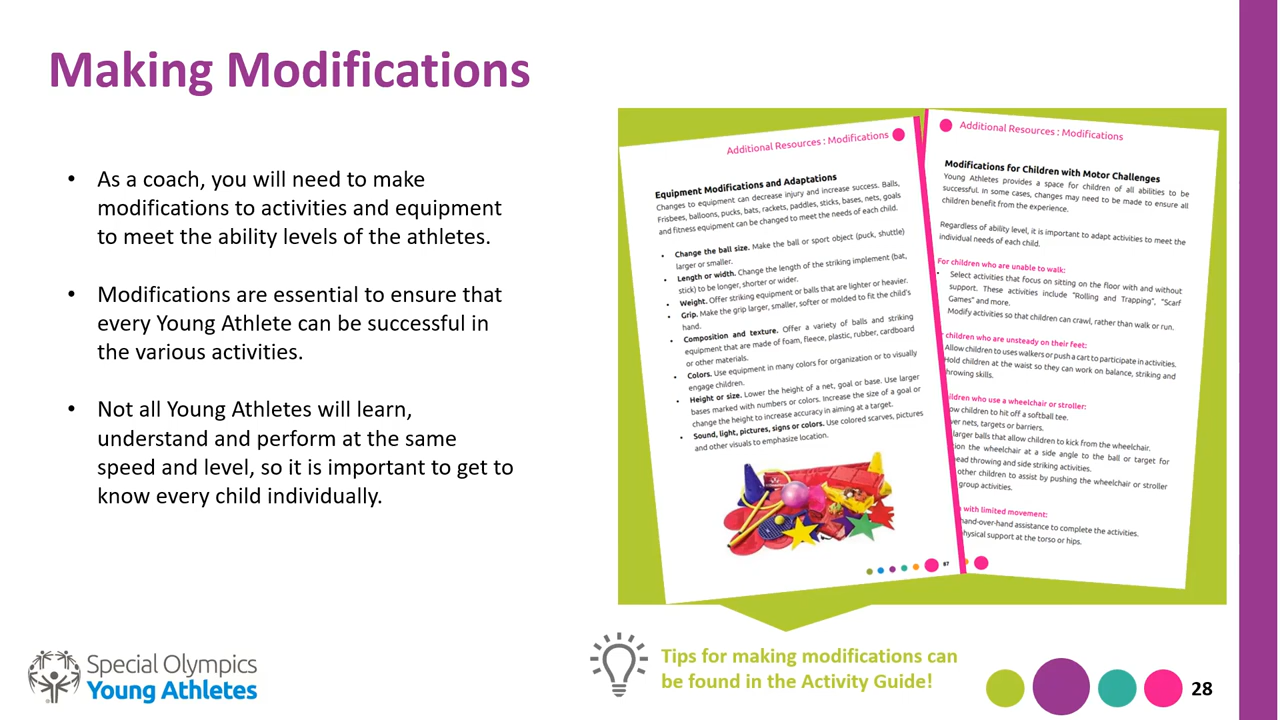 Making Modifications
• As a coach, you will need to make
modifications to activities and equipment
to meet the ability levels of the athletes.
• Modifications are essential to ensure that
every Young Athlete can be successful in
the various activities.
• Not all Young Athletes will learn,
understand and perform at the same
speed and level, so it is important to get to
know every child individually.
Additional Resources : Modifications
Equipment Modifications and Adaptations
Changes to equipment can decrease injury and increase success. Balls,
Frisbees, balloons, pucks, bats, rackets, paddles, sticks, bases, nets, goals
and fitness equipment can be changed to meet the needs of each child.
• Change the ball size. Make the ball or sport object (puck, shuttle)
larger or smaller.
• Length or width. Change the length of the striking implement (bat,
stick) to be longer, shorter or wider.
• Weight. Offer striking equipment or balls that are lighter or heavier.
• Grip. Make the grip larger, smaller, softer or molded to fit the child's
hand.
• Composition and texture. Offer a variety of balls and striking
equipment that are made of foam, fleece, plastic, rubber, cardboard
or other materials.
• Colors. Use equipment in many colors for organization or to visually
engage children.
• Height or size. Lower the height of a net, goal or base. Use larger
bases marked with numbers or colors. Increase the size of a goal or
change the height to increase accuracy in aiming at a target.
• Sound, light, pictures, signs or colors. Use colored scarves, pictures
and other visuals to emphasize location.
67
Additional Resources : Modifications
Modifications for Children with Motor Challenges
Young Athletes provides a space for children of all abilities to be
successful. In some cases, changes may need to be made to ensure all
children benefit from the experience.
Regardless of ability level, it is important to adapt activities to meet the
individual needs of each child.
For children who are unable to walk:
• Select activities that focus on sitting on the floor with and without
support. These activities include "Rolling and Trapping", "Scarf
Games" and more.
Modify activities so that children can crawl, rather than walk or run.
children who are unsteady on their feet:
Allow children to uses walkers or push a cart to participate in activities.
Hold children at the waist so they can work on balance, striking and
throwing skills.
who use a wheelchair or stroller:
children to hit off a softball tee.
nets, targets or barriers.
larger balls that allow children to kick from the wheelchair.
the wheelchair at a side angle to the ball or target for
throwing and side striking activities.
other children to assist by pushing the wheelchair or stroller
group activities.
with limited movement:
hand-over-hand assistance to complete the activities.
physical support at the torso or hips.
Tips for making modifications can
be found in the Activity Guide!
Special Olympics
Young Athletes
28